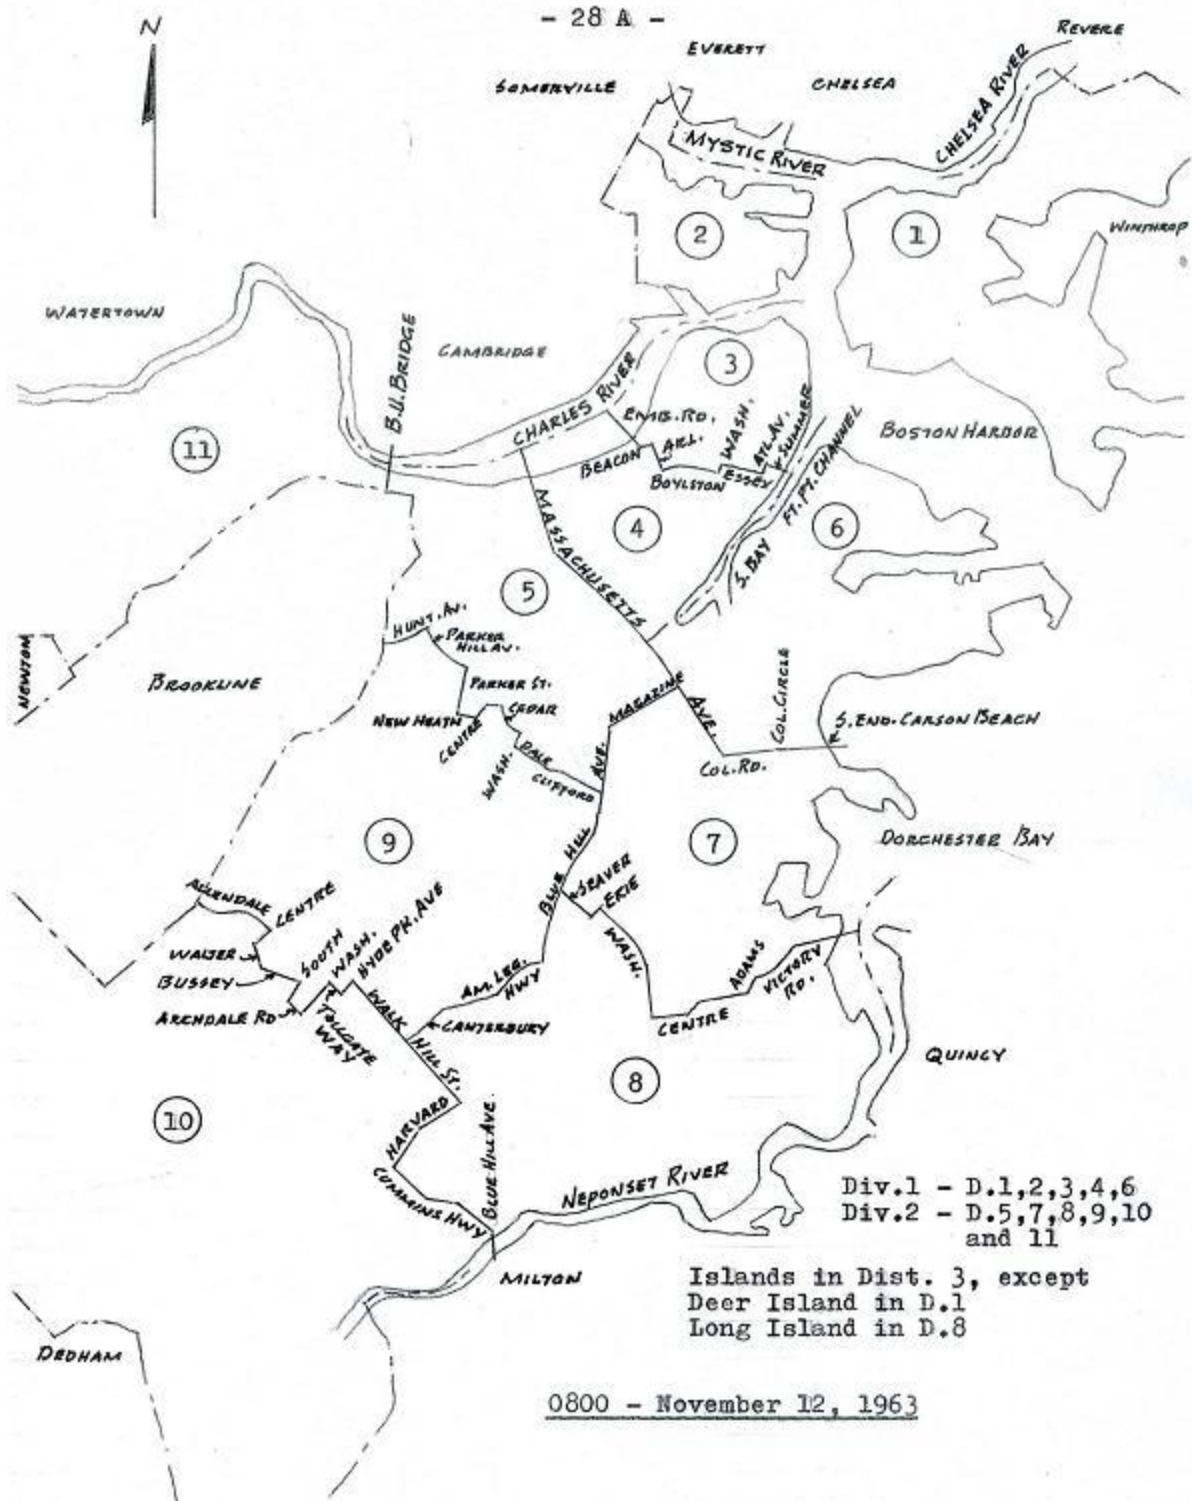 - 28 A -
N
REVERE
EVERETT
SOMERVILLE
CHELSEA
CHELSEA RIVER
MYSTIC RIVER
2
1
WINTHROP
WATERTOWN
B.U. BRIDGE
CAMBRIDGE
3
CHARLES RIVER
EMB. RD.
WASH.
ATL. AV.
SUMMER
ARL.
BEACON
BOYLSTON
ESSEX
FT. PT. CHANNEL
BOSTON HARBOR
11
4
6
MASSACHUSETTS
S. BAY
5
HUNT. AV.
PARKER
HILL AV.
NEWTON
BROOKLINE
PARKER ST.
NEW HEATH
CENTRE
CEDAR
WASH.
DALE
CLIFFORD
MAGAZINE
AVE.
AVE.
COL. CIRCLE
COL. RD.
S. END. CARSON BEACH
9
7
DORCHESTER BAY
BLUE HILL
SEAVER
ERIE
WASH.
ALLENDALE
CENTRE
WALTER
BUSSEY
SOUTH
WASH.
HYDE PK. AVE
ARCHDALE RD
TOLLGATE
WAY
WALK
HILL ST.
AM. LEG.
HWY
CANTERBURY
CENTRE
ADAMS
VICTORY
RD.
QUINCY
8
10
HARVARD
CUMMINS HWY
BLUE HILL AVE.
NEPONSET RIVER
Div.1 - D.1,2,3,4,6
Div.2 - D.5,7,8,9,10
and 11
MILTON
Islands in Dist. 3, except
Deer Island in D.1
Long Island in D.8
DEDHAM
0800 - November 12, 1963